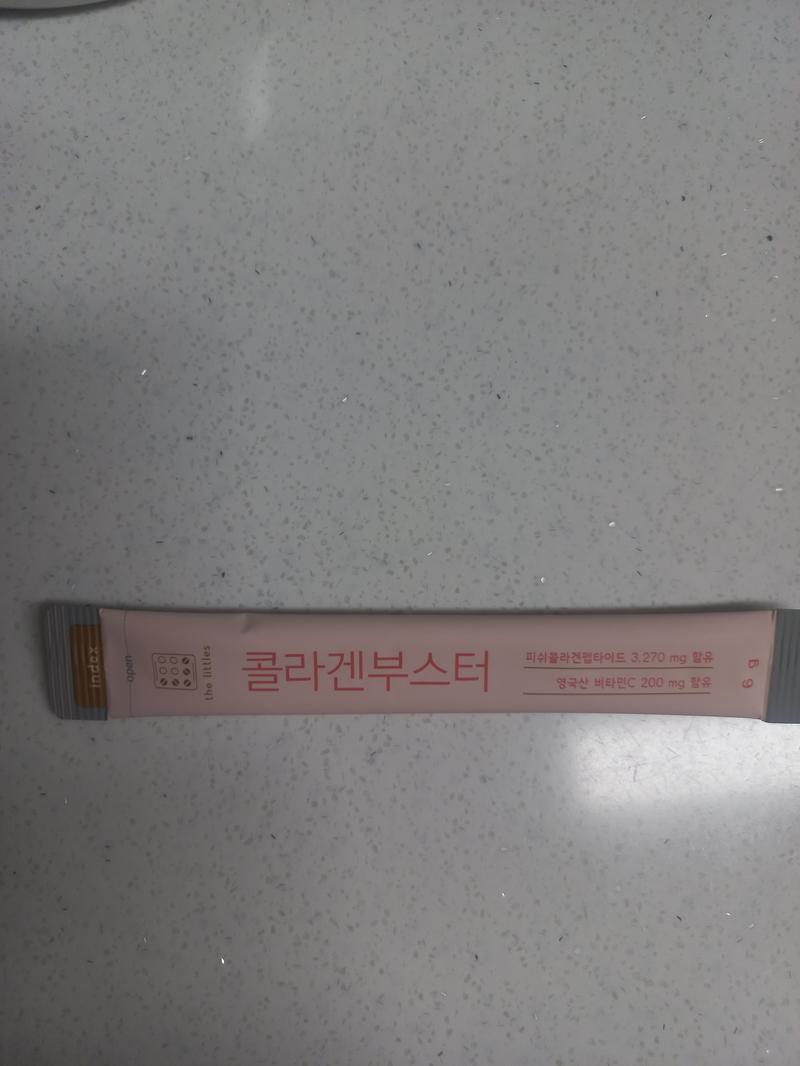 index
open
the littles
콜라겐부스터
피쉬콜라겐펩타이드 3.270 mg 함유
영국산 비타민C 200 mg 함유
6 g